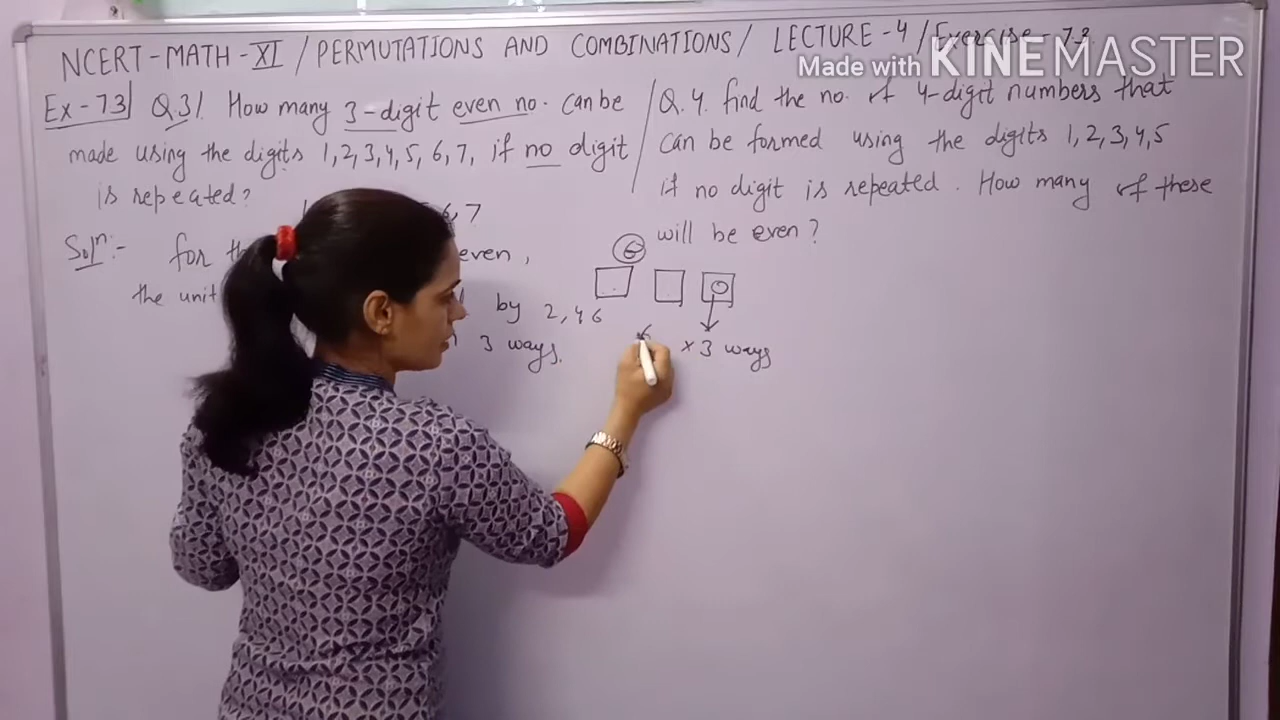 NCERT-MATH-XI / PERMUTATIONS AND COMBINATIONS / LECTURE-4 / Exercise-7.3
Made with KINEMASTER
Ex-7.3 Q.3/. How many 3-digit even no. can be
made using the digits 1,2,3,4,5,6,7, if no digit
is repeated?
6,7
Solⁿ:- for even,
the unit by 2,4 6
3 ways.
6
6 × 3 ways
Q.4. find the no. of 4-digit numbers that
can be formed using the digits 1,2,3,4,5
if no digit is repeated. How many of these
will be even?